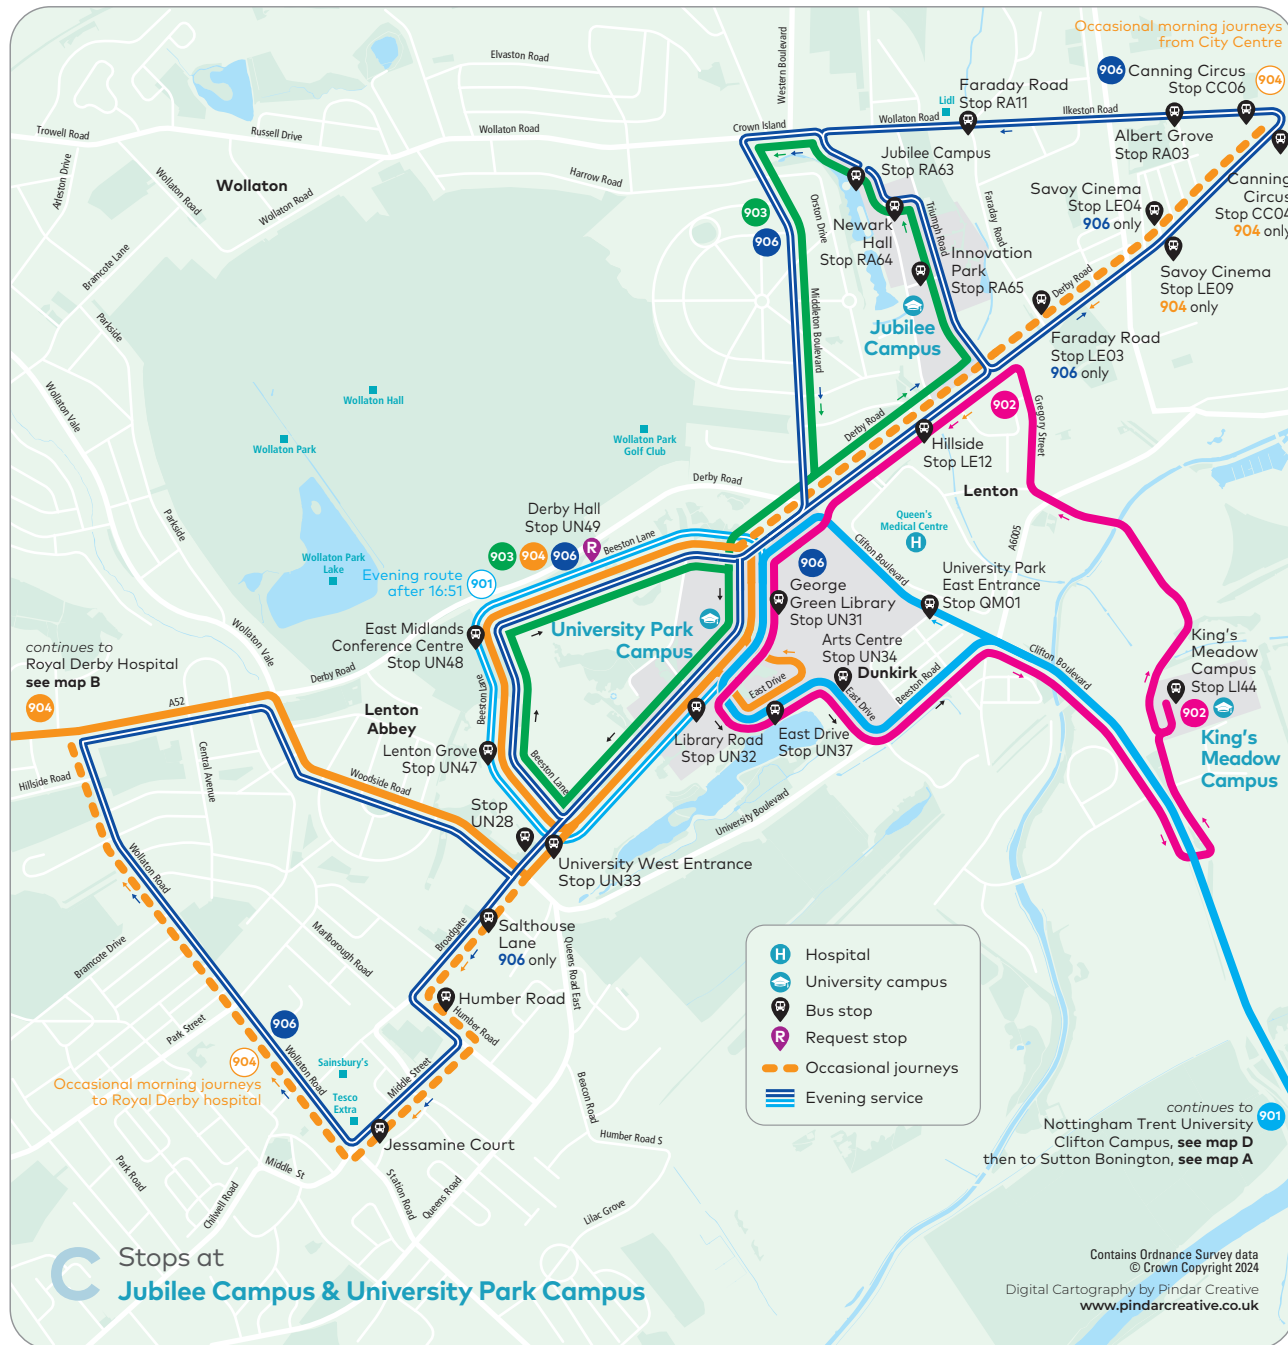 Occasional morning journeys
from City Centre
Elvaston Road
Western Boulevard
906
Canning Circus
Stop CC06
904
Faraday Road
Stop RA11
Lidl
Wollaton Road
Ilkeston Road
Trowell Road
Russell Drive
Wollaton Road
Crown Island
Albert Grove
Stop RA03
Arleston Drive
Wollaton Road
Wollaton
Wollaton Road
Harrow Road
Jubilee Campus
Stop RA63
Savoy Cinema
Stop LE04
906 only
Canning
Circus
Stop CC04
904 only
Orston Drive
Triumph Road
Faraday Road
903
906
Newark
Hall
Stop RA64
Innovation
Park
Stop RA65
Bramcote Lane
Savoy Cinema
Stop LE09
904 only
Derby Road
Parkside
Middleton Boulevard
Jubilee
Campus
Faraday Road
Stop LE03
906 only
Wollaton Vale
Wollaton Hall
902
Gregory Street
Wollaton Park
Wollaton Park
Golf Club
Derby Road
Hillside
Stop LE12
Derby Road
Lenton
Parkside
Derby Hall
Stop UN49
Queen's
Medical Centre
H
A6005
903
904
906
R
Beeston Lane
Clifton Boulevard
Wollaton Park
Lake
Evening route
after 16:51
901
906
University Park
East Entrance
Stop QM01
George
Green Library
Stop UN31
University Park
Campus
East Midlands
Conference Centre
Stop UN48
Wollaton Vale
Arts Centre
Stop UN34
Dunkirk
King's
Meadow
Campus
Stop LI44
continues to
Royal Derby Hospital
see map B
904
Derby Road
A52
Beeston Lane
East Drive
East Drive
Beeston Road
Clifton Boulevard
902
King's
Meadow
Campus
Lenton
Abbey
Central Avenue
Lenton Grove
Stop UN47
Beeston Lane
Library Road
Stop UN32
East Drive
Stop UN37
Hillside Road
Woodside Road
Stop
UN28
University Boulevard
Wollaton Road
University West Entrance
Stop UN33
Marlborough Road
Broadgate
Salthouse
Lane
906 only
Queens Road East
Bramcote Drive
Humber Road
Humber Road
Park Street
906
904
Wollaton Road
Sainsbury's
Middle Street
Occasional morning journeys
to Royal Derby hospital
Tesco
Extra
Beacon Road
Jessamine Court
Humber Road S
Middle St
Park Road
Chilwell Road
Station Road
Queens Road
Lilac Grove
H Hospital
University campus
Bus stop
R Request stop
Occasional journeys
Evening service
continues to
901
Nottingham Trent University
Clifton Campus, see map D
then to Sutton Bonington, see map A
C
Stops at
Jubilee Campus & University Park Campus
Contains Ordnance Survey data
© Crown Copyright 2024
Digital Cartography by Pindar Creative
www.pindarcreative.co.uk